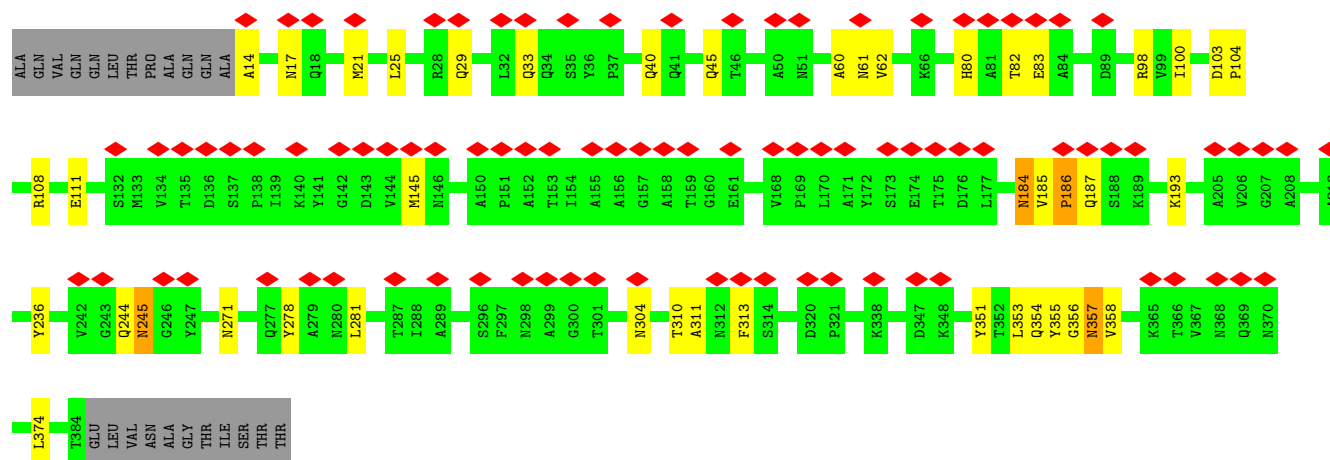 ALA GLN VAL GLN GLN LEU THR PRO ALA GLN GLN ALA A14 N17 Q18 M21 L25 R28 Q29 L32 Q33 Q34 S35 Y36 P37 Q40 Q41 Q45 T46 A50 N51 A60 N61 V62 K66 H80 A81 T82 E83 A84 D89 R98 V99 I100 D103 P104
R108 E111 S132 M133 V134 T135 D136 S137 P138 I139 K140 Y141 G142 D143 V144 M145 N146 A150 P151 A152 T153 I154 A155 A156 G157 A158 T159 G160 E161 V168 P169 L170 A171 Y172 S173 E174 T175 D176 L177 N184 V185 P186 Q187 S188 K189 K193 A205 V206 G207 A208
Y236 V242 G243 Q244 N245 G246 Y247 N271 Q277 Y278 A279 N280 L281 T287 I288 A289 S296 F297 N298 A299 G300 T301 N304 T310 A311 N312 F313 S314 D320 P321 K338 D347 K348 Y351 T352 L353 Q354 Y355 G356 N357 V358 K365 T366 V367 N368 Q369 N370
L374 T384 GLU LEU VAL ASN ALA GLY THR ILE SER THR THR